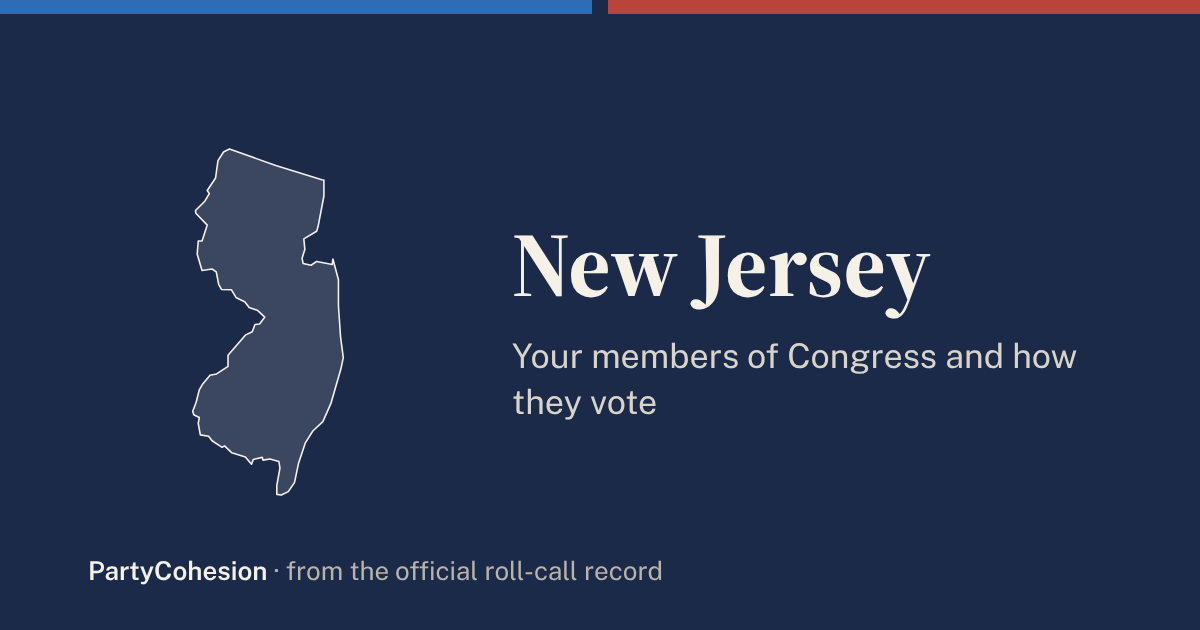 New Jersey
Your members of Congress and how
they vote
PartyCohesion · from the official roll-call record